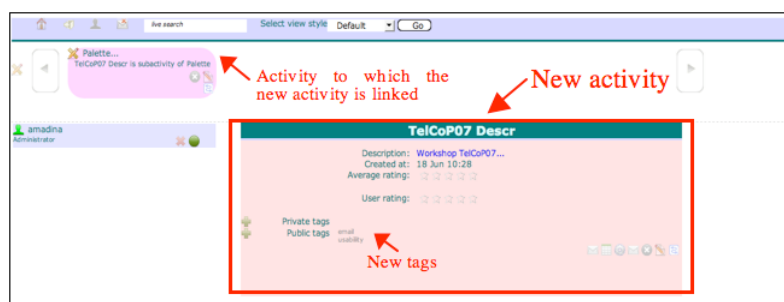 live search
Select view style Default Go
Palette...
TelCoP07 Descr is subactivity of Palette
Activity to which the
new activity is linked
New activity
amadina
Administrator
TelCoP07 Descr
Description: Workshop TelCoP07...
Created at: 18 Jun 10:28
Average rating:
User rating:
Private tags
Public tags email
usability
New tags